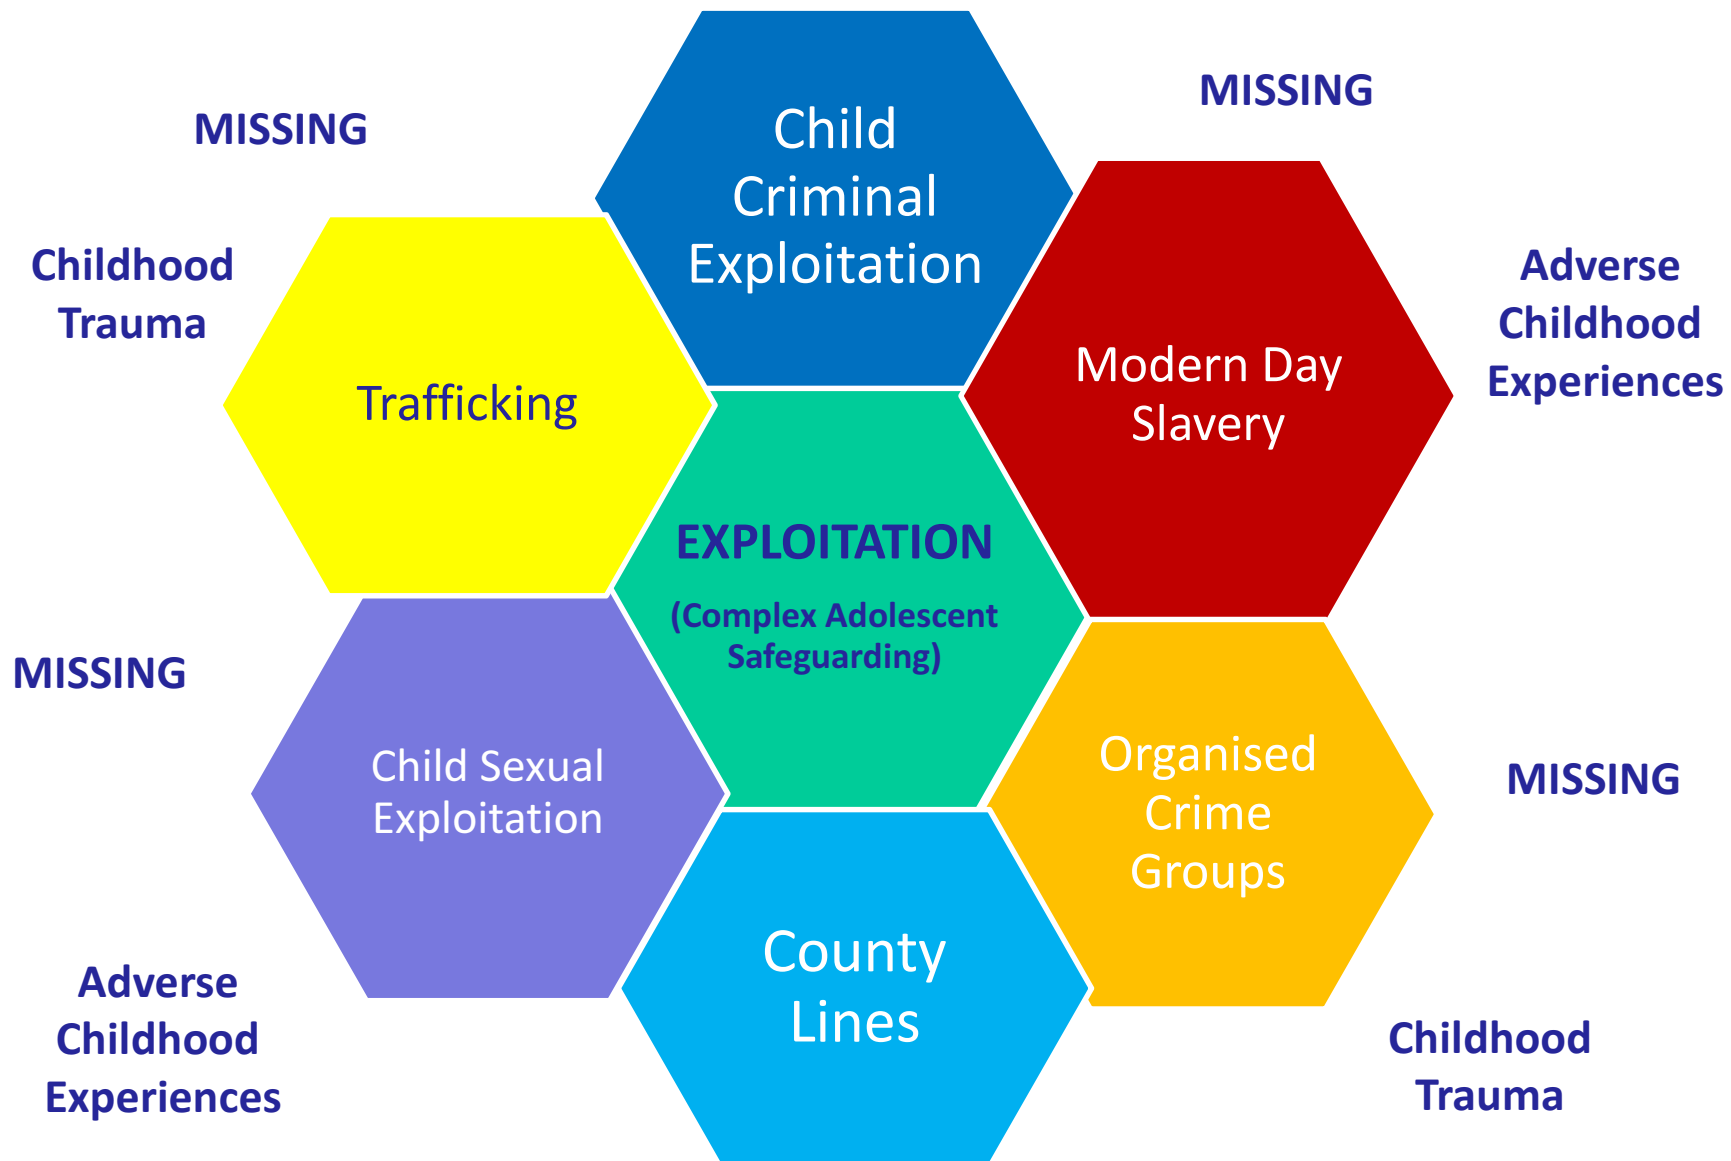 MISSING
MISSING
Child
Criminal
Exploitation
Childhood
Trauma
Adverse
Childhood
Experiences
Trafficking
Modern Day
Slavery
EXPLOITATION
(Complex Adolescent
Safeguarding)
MISSING
Child Sexual
Exploitation
Organised
Crime
Groups
MISSING
County
Lines
Adverse
Childhood
Experiences
Childhood
Trauma